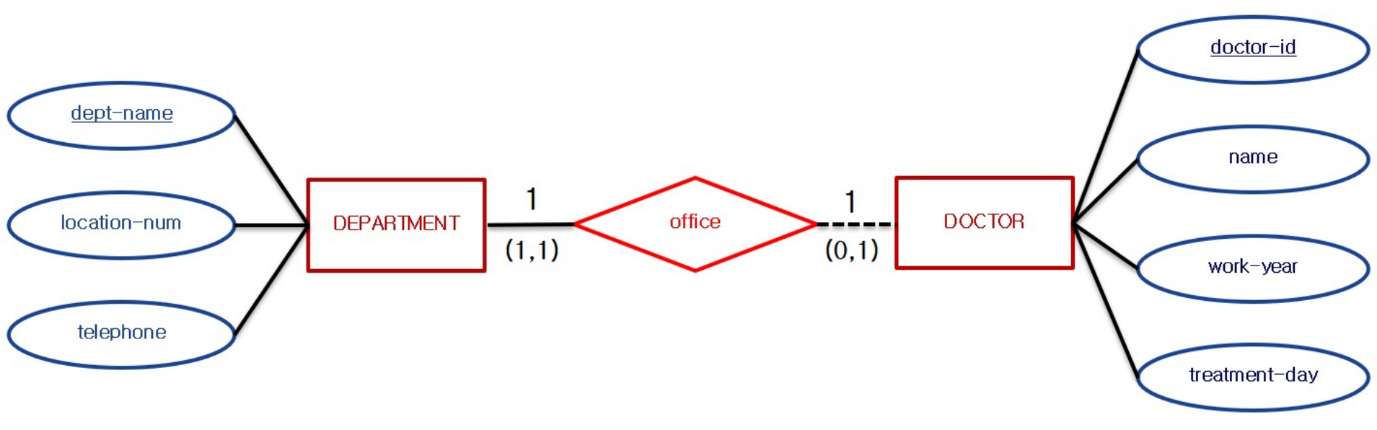 dept-name
location-num
telephone
DEPARTMENT
1
(1,1)
office
1
(0,1)
DOCTOR
doctor-id
name
work-year
treatment-day